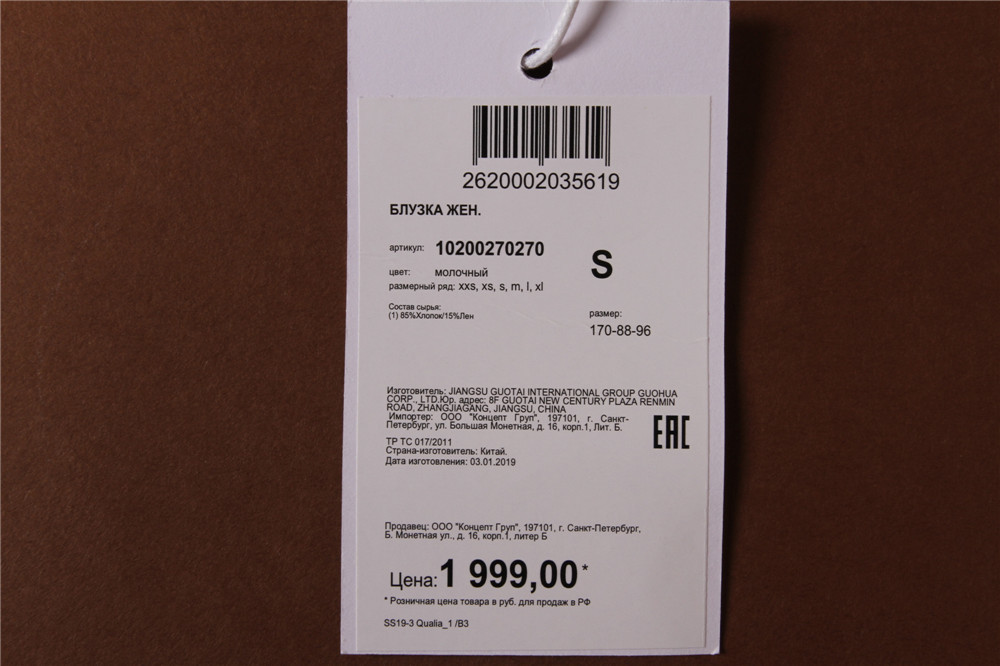 2620002035619
БЛУЗКА ЖЕН.
артикул: 10200270270
S
цвет: молочный
размерный ряд: xxs, xs, s, m, l, xl
Состав сырья:
(1) 85%Хлопок/15%Лен
размер:
170-88-96
Изготовитель: JIANGSU GUOTAI INTERNATIONAL GROUP GUOHUA
CORP., LTD.Юр. адрес: 8F GUOTAI NEW CENTURY PLAZA RENMIN
ROAD, ZHANGJIAGANG, JIANGSU, CHINA
Импортер: ООО "Концепт Груп", 197101, г. Санкт-
Петербург, ул. Большая Монетная, д. 16, корп.1, Лит. Б.
ЕАС
ТР ТС 017/2011
Страна-изготовитель: Китай.
Дата изготовления: 03.01.2019
Продавец: ООО "Концепт Груп", 197101, г. Санкт-Петербург,
Б. Монетная ул., д. 16, корп.1, литер Б
Цена: 1 999,00*
* Розничная цена товара в руб. для продаж в РФ
SS19-3 Qualia_1 /B3